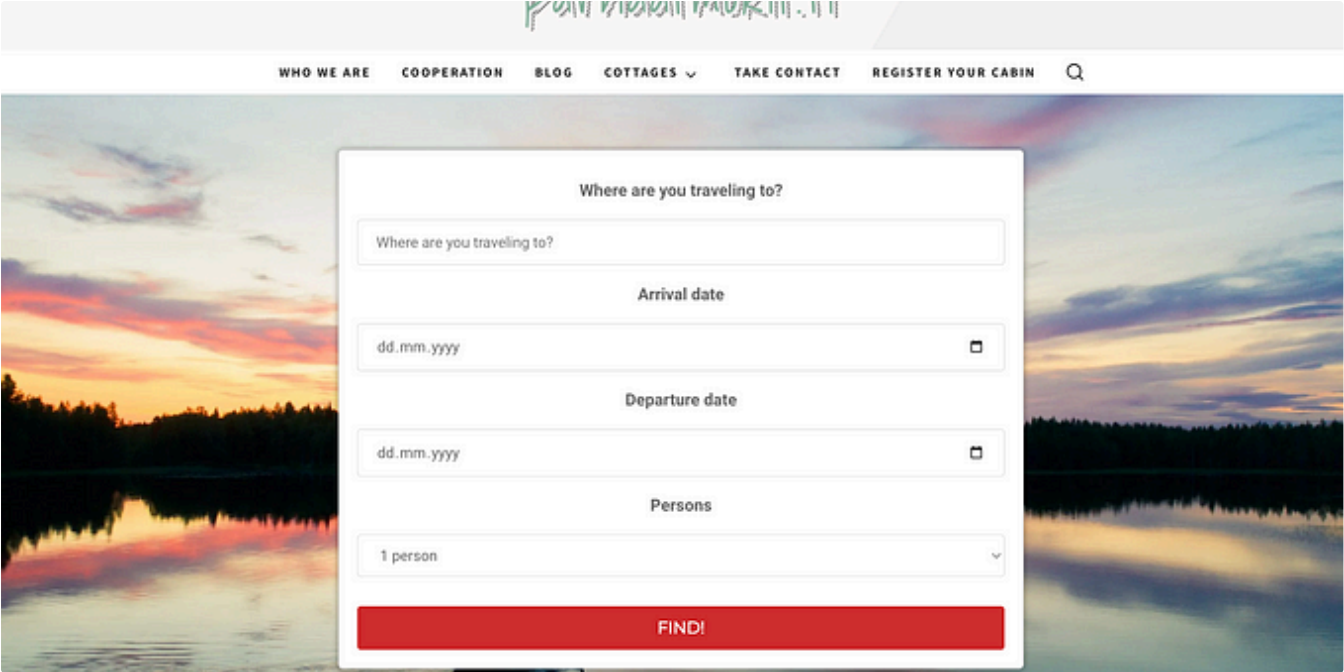 WHO WE ARE COOPERATION BLOG COTTAGES TAKE CONTACT REGISTER YOUR CABIN
Where are you traveling to?
Where are you traveling to?
Arrival date
dd.mm.yyyy
Departure date
dd.mm.yyyy
Persons
1 person
FIND!